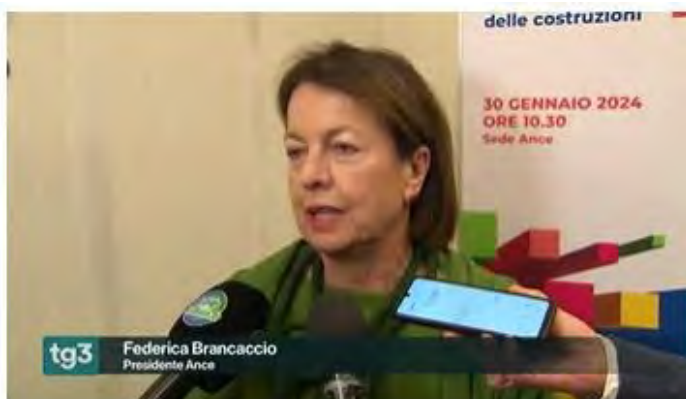 delle costruzioni
30 GENNAIO 2024
ORE 10.30
Sede Ance
tg3
Federica Brancaccio
Presidente Ance